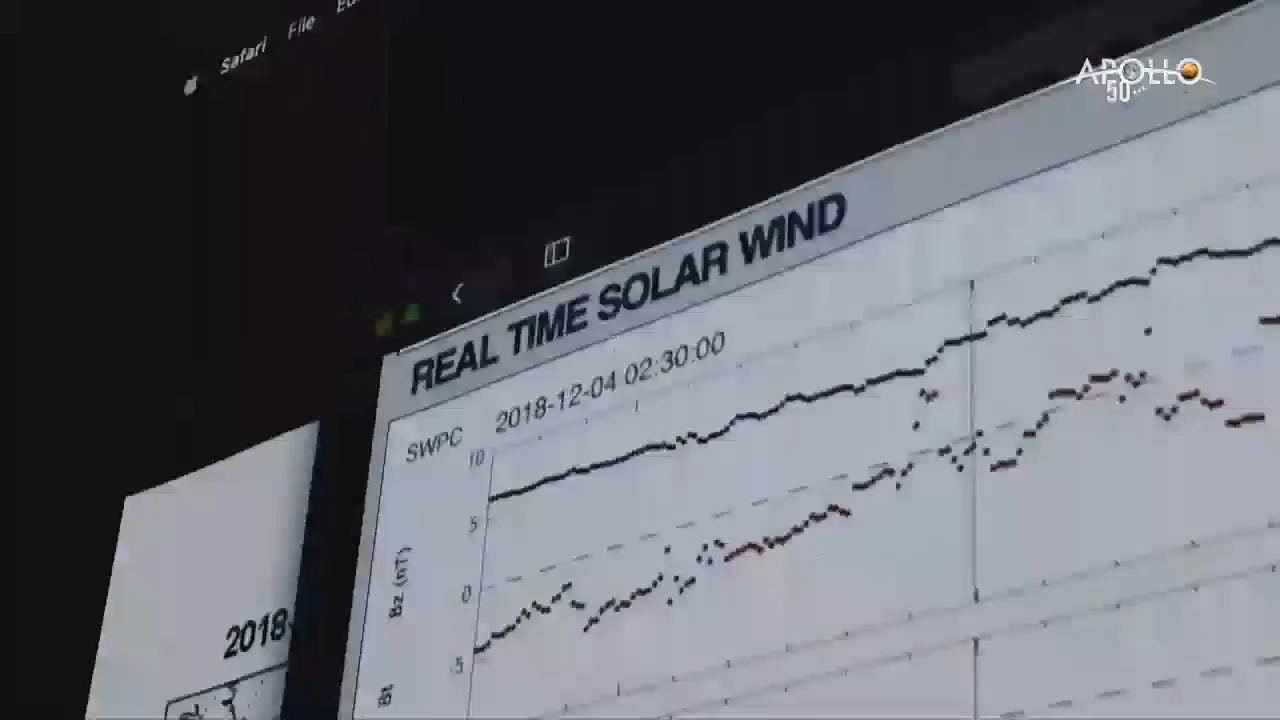 Safari File
APOLLO
50
REAL TIME SOLAR WIND
2018-12-04 02:30:00
SWPC
10
5
0
-5
Bz (nT)
Bt
2018